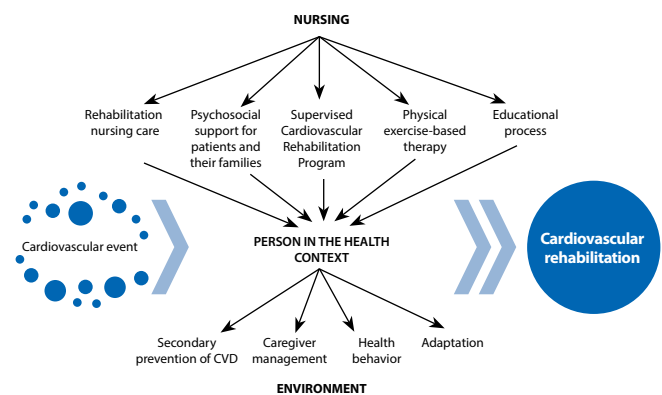 NURSING
Rehabilitation
nursing care
Psychosocial
support for
patients and
their families
Supervised
Cardiovascular
Rehabilitation
Program
Physical
exercise-based
therapy
Educational
process
Cardiovascular event
PERSON IN THE HEALTH
CONTEXT
Cardiovascular
rehabilitation
Secondary
prevention of CVD
Caregiver
management
Health
behavior
Adaptation
ENVIRONMENT